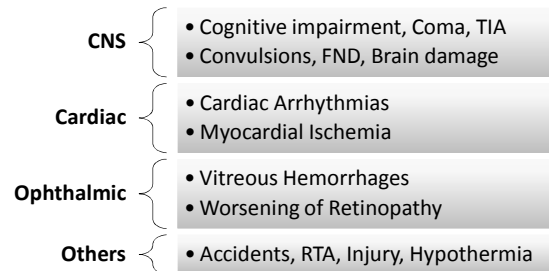 CNS
• Cognitive impairment, Coma, TIA
• Convulsions, FND, Brain damage
Cardiac
• Cardiac Arrhythmias
• Myocardial Ischemia
Ophthalmic
• Vitreous Hemorrhages
• Worsening of Retinopathy
Others
• Accidents, RTA, Injury, Hypothermia